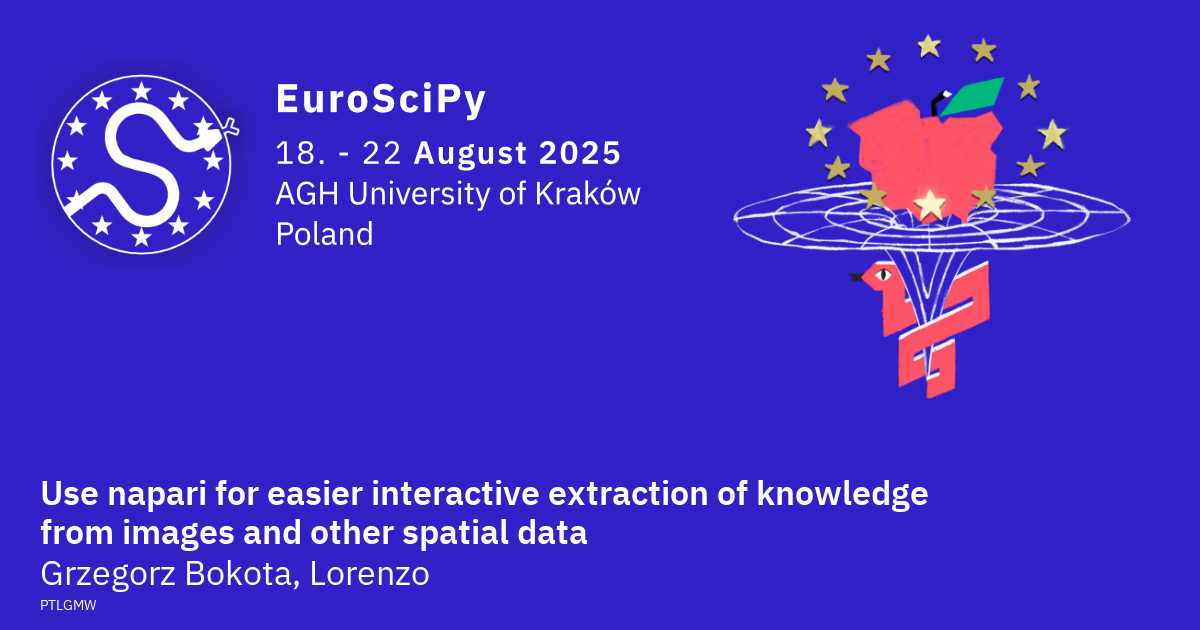 EuroSciPy
18. - 22 August 2025
AGH University of Kraków
Poland
Use napari for easier interactive extraction of knowledge
from images and other spatial data
Grzegorz Bokota, Lorenzo
PTLGMW